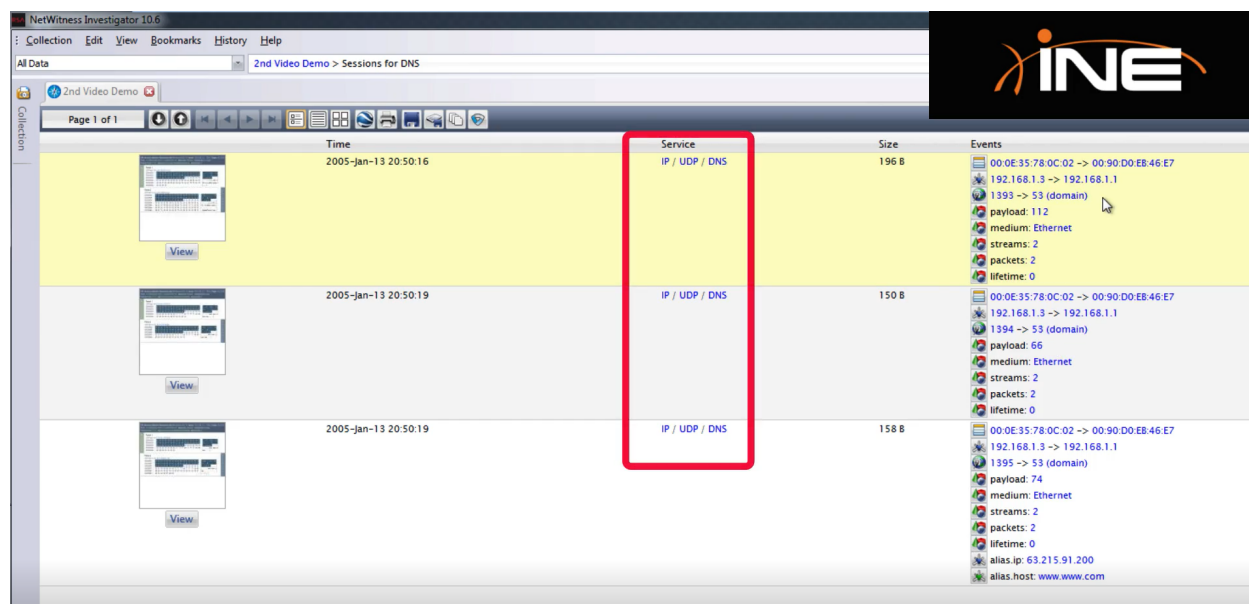 NetWitness Investigator 10.6
Collection Edit View Bookmarks History Help
All Data
2nd Video Demo > Sessions for DNS
INE
2nd Video Demo
Collection
Page 1 of 1
Time Service Size Events
2005-Jan-13 20:50:16 IP / UDP / DNS 196 B 00:0E:35:78:0C:02 -> 00:90:D0:EB:46:E7
192.168.1.3 -> 192.168.1.1
1393 -> 53 (domain)
payload: 112
medium: Ethernet
streams: 2
packets: 2
lifetime: 0
View
2005-Jan-13 20:50:19 IP / UDP / DNS 150 B 00:0E:35:78:0C:02 -> 00:90:D0:EB:46:E7
192.168.1.3 -> 192.168.1.1
1394 -> 53 (domain)
payload: 66
medium: Ethernet
streams: 2
packets: 2
lifetime: 0
View
2005-Jan-13 20:50:19 IP / UDP / DNS 158 B 00:0E:35:78:0C:02 -> 00:90:D0:EB:46:E7
192.168.1.3 -> 192.168.1.1
1395 -> 53 (domain)
payload: 74
medium: Ethernet
streams: 2
packets: 2
lifetime: 0
alias.ip: 63.215.91.200
alias.host: www.www.com
View